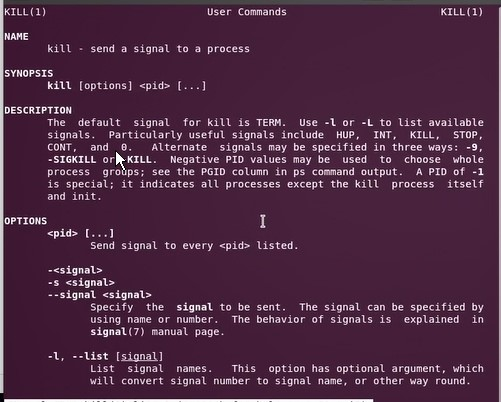 KILL(1) User Commands KILL(1)
NAME
kill - send a signal to a process
SYNOPSIS
kill [options] <pid> [...]
DESCRIPTION
The default signal for kill is TERM. Use -l or -L to list available
signals. Particularly useful signals include HUP, INT, KILL, STOP,
CONT, and 0. Alternate signals may be specified in three ways: -9,
-SIGKILL or -KILL. Negative PID values may be used to choose whole
process groups; see the PGID column in ps command output. A PID of -1
is special; it indicates all processes except the kill process itself
and init.
OPTIONS
<pid> [...]
Send signal to every <pid> listed.
-<signal>
-s <signal>
--signal <signal>
Specify the signal to be sent. The signal can be specified by
using name or number. The behavior of signals is explained in
signal(7) manual page.
-l, --list [signal]
List signal names. This option has optional argument, which
will convert signal number to signal name, or other way round.